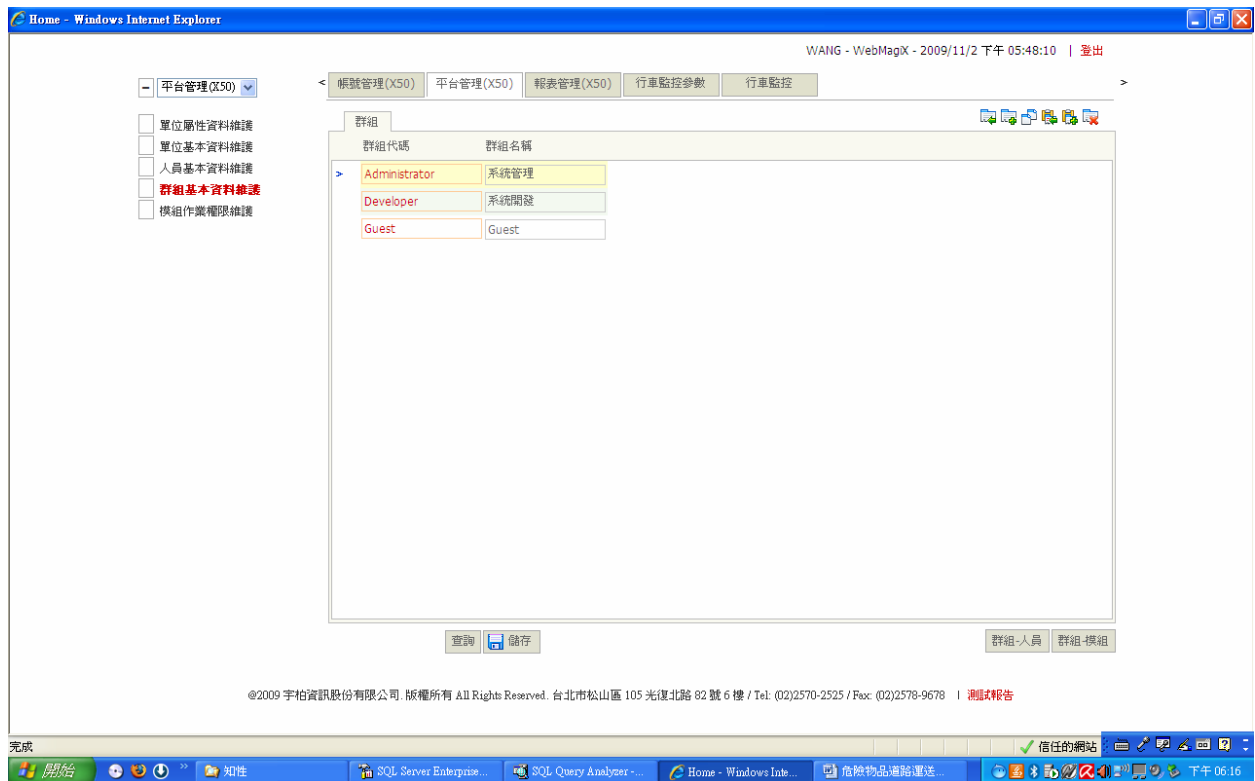 Home - Windows Internet Explorer
WANG - WebMagiX - 2009/11/2 下午 05:48:10 | 登出
平台管理(X50)
< 帳號管理(X50) 平台管理(X50) 報表管理(X50) 行車監控參數 行車監控 >
單位屬性資料維護
單位基本資料維護
人員基本資料維護
群組基本資料維護
模組作業權限維護
群組
群組代碼 群組名稱
> Administrator 系統管理
Developer 系統開發
Guest Guest
查詢 儲存 群組-人員 群組-模組
@2009 宇柏資訊股份有限公司. 版權所有 All Rights Reserved. 台北市松山區 105 光復北路 82 號 6 樓 / Tel: (02)2570-2525 / Fax: (02)2578-9678 | 測試報告
完成 信任的網站
開始 知性 SQL Server Enterprise... SQL Query Analyzer -... Home - Windows Inte... 危險物品道路運送... 下午 06:16